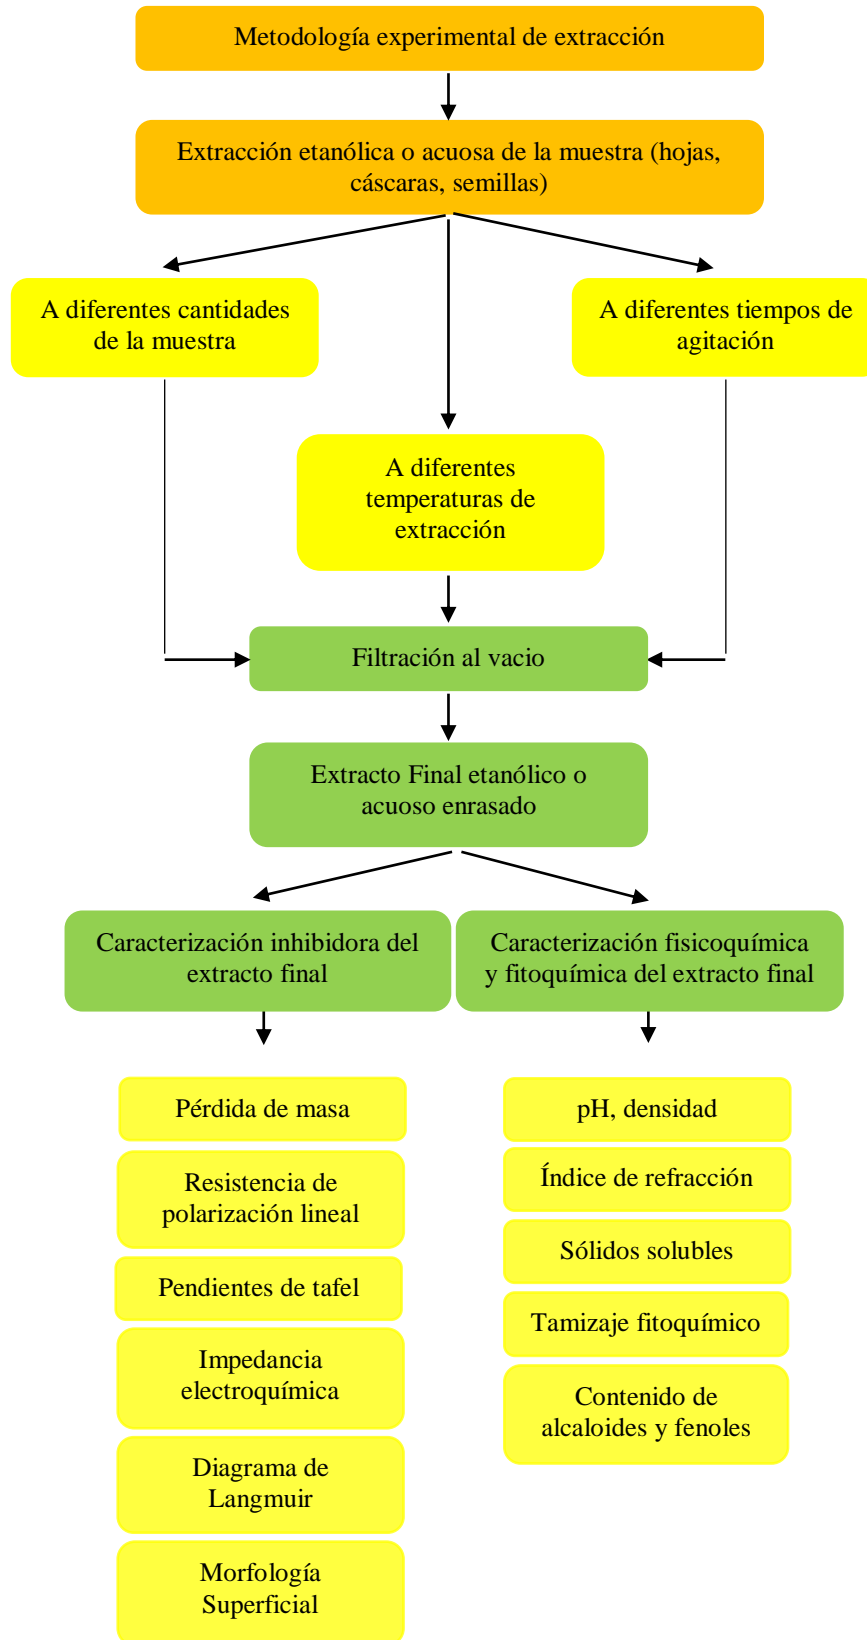 Metodología experimental de extracción
Extracción etanólica o acuosa de la muestra (hojas,
cáscaras, semillas)
A diferentes cantidades
de la muestra
A diferentes tiempos de
agitación
A diferentes
temperaturas de
extracción
Filtración al vacio
Extracto Final etanólico o
acuoso enrasado
Caracterización inhibidora del
extracto final
Caracterización fisicoquímica
y fitoquímica del extracto final
Pérdida de masa
Resistencia de
polarización lineal
Pendientes de tafel
Impedancia
electroquímica
Diagrama de
Langmuir
Morfología
Superficial
pH, densidad
Índice de refracción
Sólidos solubles
Tamizaje fitoquímico
Contenido de
alcaloides y fenoles